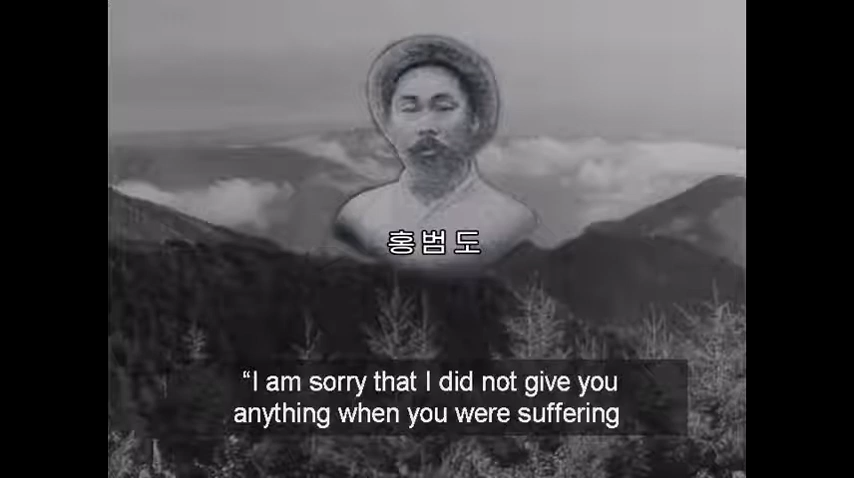 홍범도
“I am sorry that I did not give you
anything when you were suffering